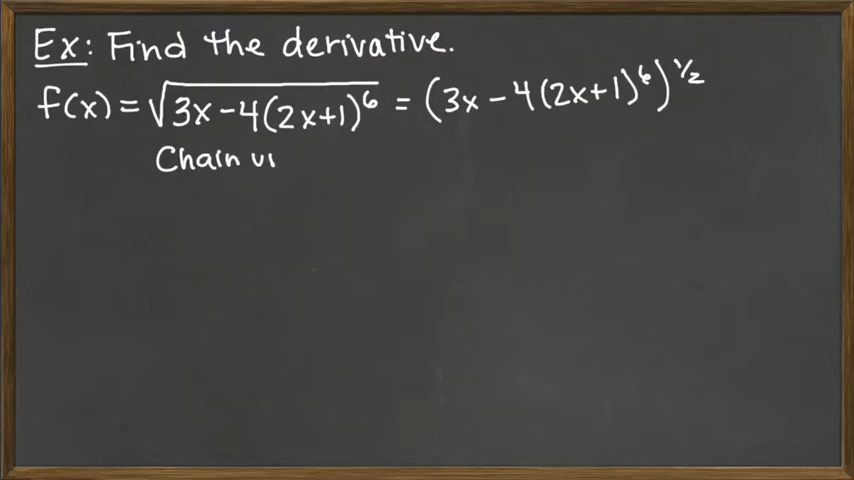 Ex: Find the derivative.
f(x) = √3x-4(2x+1)⁶ = (3x-4(2x+1)⁶)^½
Chain